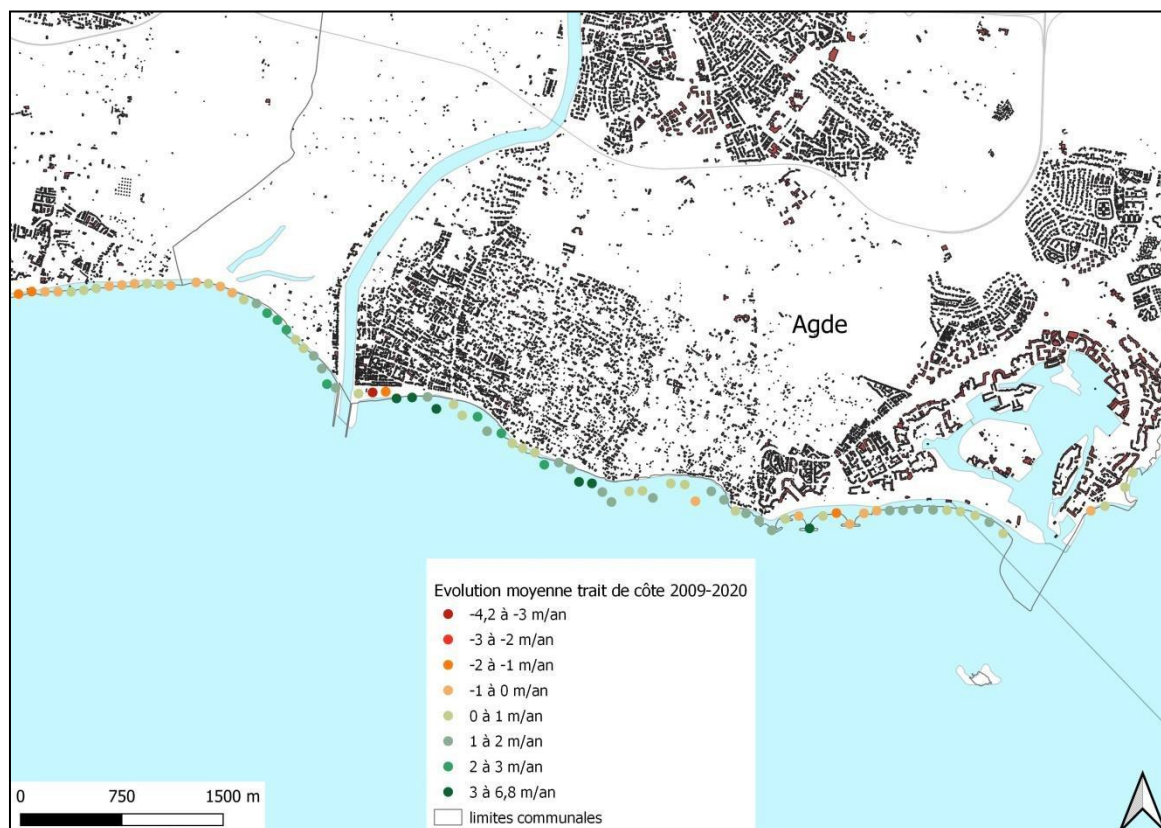 Agde
Evolution moyenne trait de côte 2009-2020
-4,2 à -3 m/an
-3 à -2 m/an
-2 à -1 m/an
-1 à 0 m/an
0 à 1 m/an
1 à 2 m/an
2 à 3 m/an
3 à 6,8 m/an
limites communales
0 750 1500 m